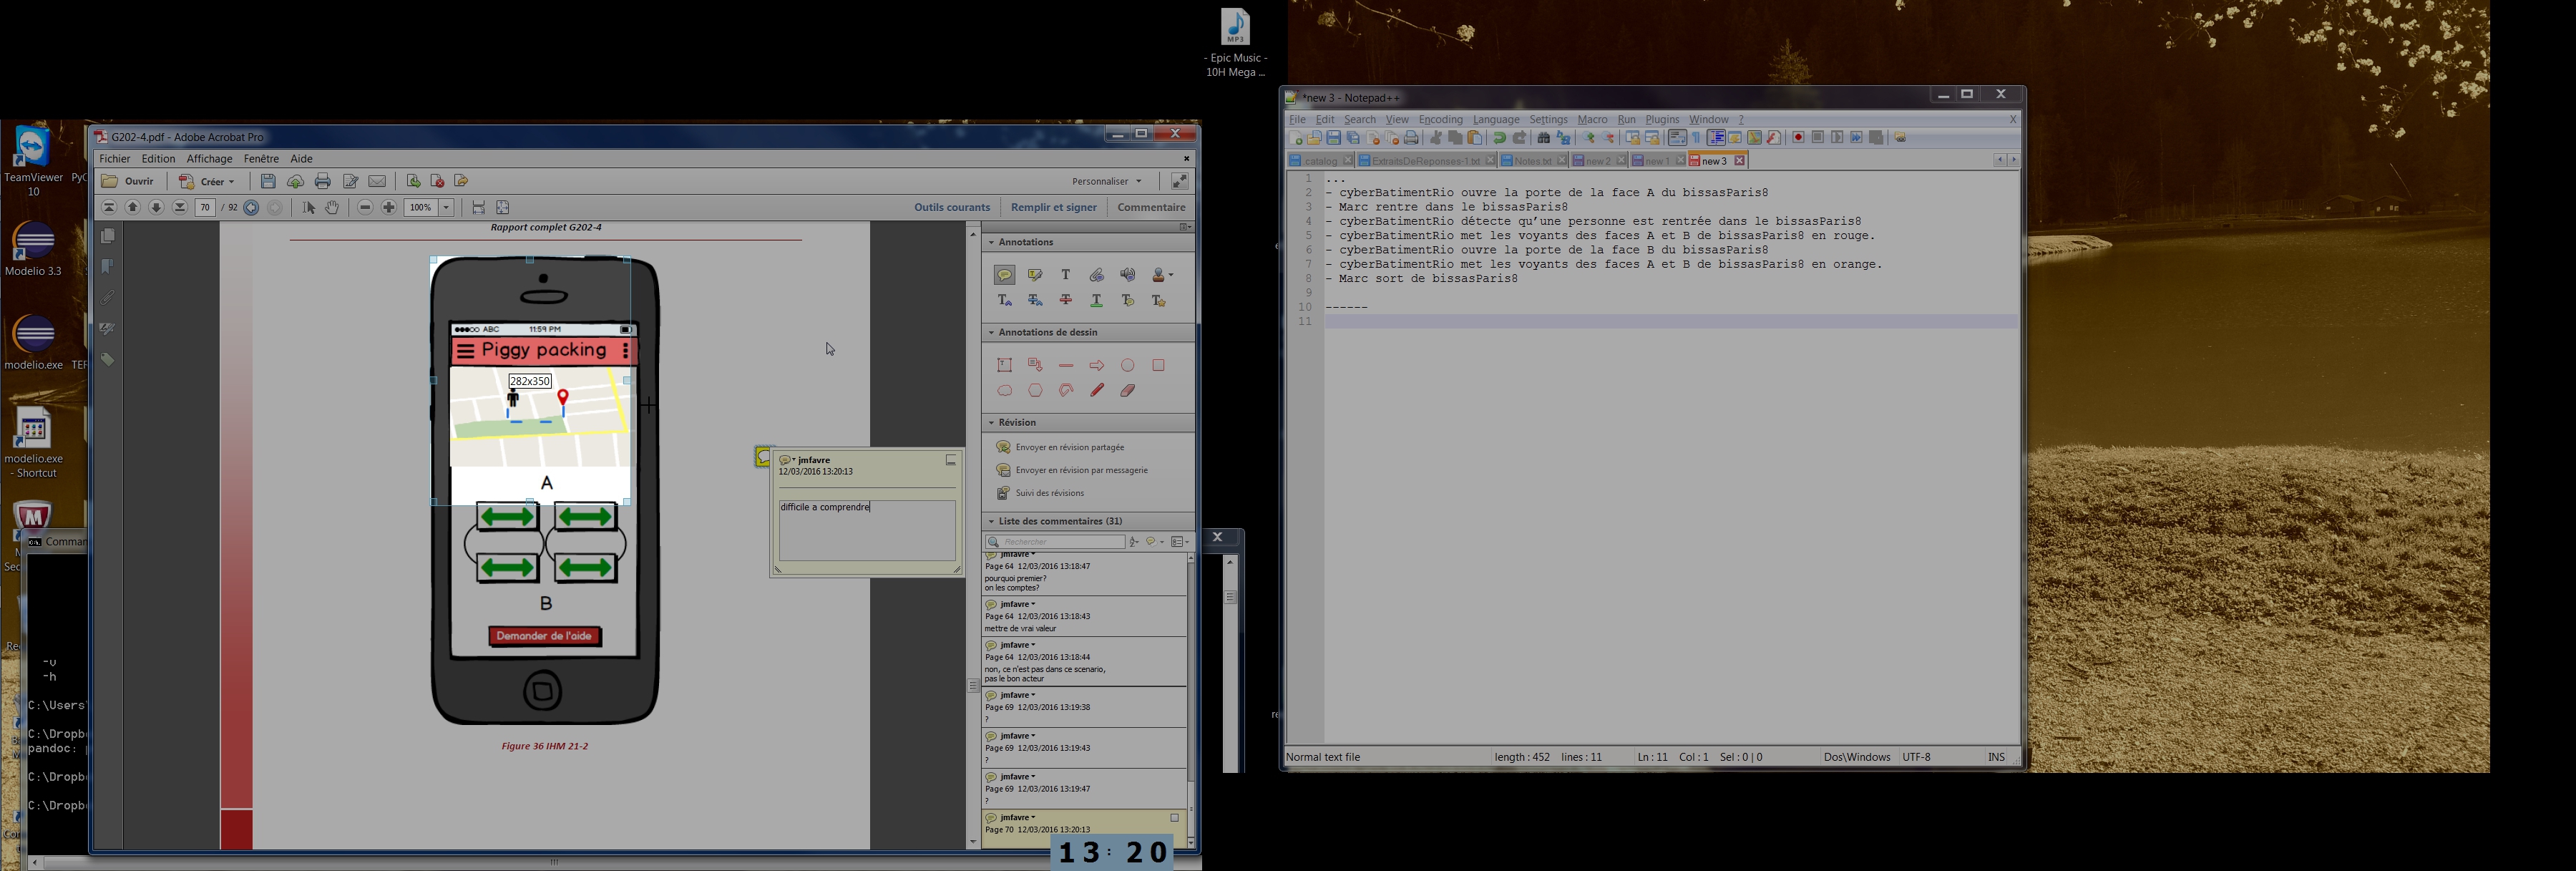 - Epic Music -
10H Mega ...
TeamViewer
10
PyC
Modelio 3.3
modelio.exe
TEF
modelio.exe
- Shortcut
Sec
Comman
-v
-h
C:\Users\
C:\Dropb
pandoc:
C:\Dropb
C:\Dropb
G202-4.pdf - Adobe Acrobat Pro
Fichier Edition Affichage Fenêtre Aide
Ouvrir Créer Personnaliser
70 / 92 100% Outils courants Remplir et signer Commentaire
Rapport complet G202-4
ABC 11:59 PM
Piggy packing
282x350
A
B
Demander de l'aide
Figure 36 IHM 21-2
jmfavre
12/03/2016 13:20:13
difficile a comprendre
Annotations
Annotations de dessin
Révision
Envoyer en révision partagée
Envoyer en révision par messagerie
Suivi des révisions
Liste des commentaires (31)
Rechercher
jmfavre
Page 64 12/03/2016 13:18:47
pourquoi premier?
on les comptes?
jmfavre
Page 64 12/03/2016 13:18:43
mettre de vrai valeur
jmfavre
Page 64 12/03/2016 13:18:44
non, ce n'est pas dans ce scenario,
pas le bon acteur
jmfavre
Page 69 12/03/2016 13:19:38
?
jmfavre
Page 69 12/03/2016 13:19:43
?
jmfavre
Page 69 12/03/2016 13:19:47
?
jmfavre
Page 70 12/03/2016 13:20:13
13:20
*new 3 - Notepad++
File Edit Search View Encoding Language Settings Macro Run Plugins Window ? X
catalog ExtraitsDeReponses-1.txt Notes.txt new 2 new 1 new 3
1 ...
2 - cyberBatimentRio ouvre la porte de la face A du bissasParis8
3 - Marc rentre dans le bissasParis8
4 - cyberBatimentRio détecte qu’une personne est rentrée dans le bissasParis8
5 - cyberBatimentRio met les voyants des faces A et B de bissasParis8 en rouge.
6 - cyberBatimentRio ouvre la porte de la face B du bissasParis8
7 - cyberBatimentRio met les voyants des faces A et B de bissasParis8 en orange.
8 - Marc sort de bissasParis8
9
10 ------
11
Normal text file length : 452 lines : 11 Ln : 11 Col : 1 Sel : 0 | 0 Dos\Windows UTF-8 INS